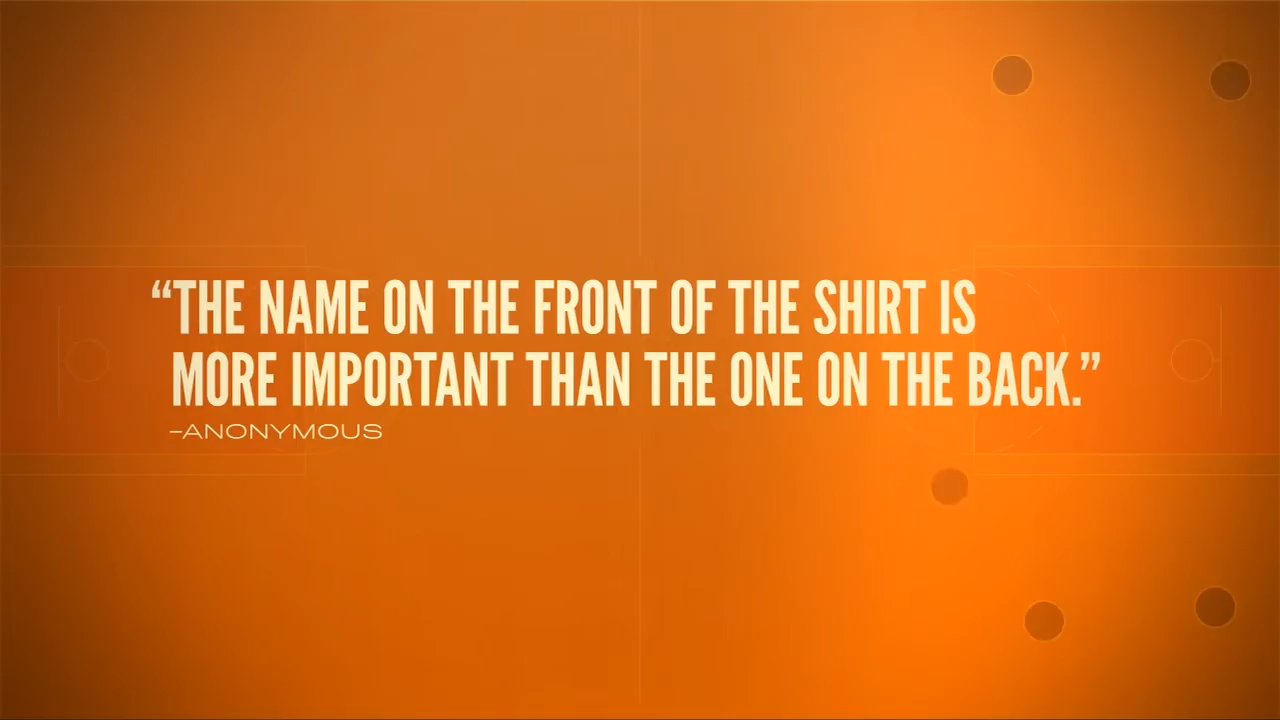 “THE NAME ON THE FRONT OF THE SHIRT IS
MORE IMPORTANT THAN THE ONE ON THE BACK.”
–ANONYMOUS